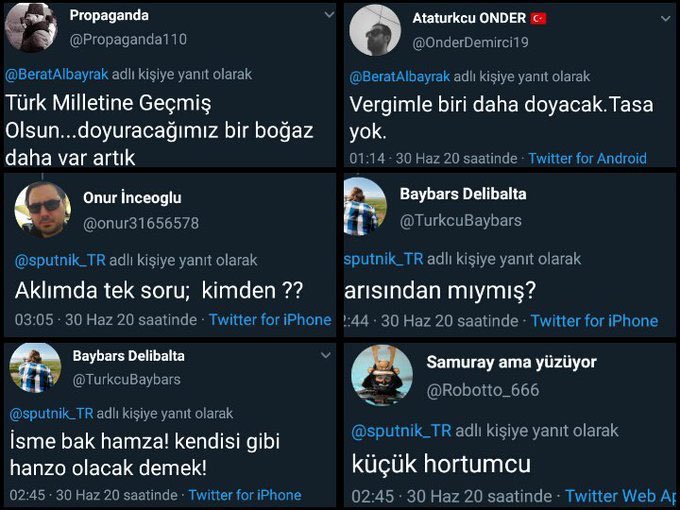 Propaganda
@Propaganda110
@BeratAlbayrak adlı kişiye yanıt olarak
Türk Milletine Geçmiş
Olsun...doyuracağımız bir boğaz
daha var artık
Ataturkcu ONDER 🇹🇷
@OnderDemirci19
@BeratAlbayrak adlı kişiye yanıt olarak
Vergimle biri daha doyacak.Tasa
yok.
01:14 · 30 Haz 20 saatinde · Twitter for Android
Onur İnceoglu
@onur31656578
@sputnik_TR adlı kişiye yanıt olarak
Aklımda tek soru; kimden ??
03:05 · 30 Haz 20 saatinde · Twitter for iPhone
Baybars Delibalta
@TurkcuBaybars
sputnik_TR adlı kişiye yanıt olarak
arısından mıymış?
2:44 · 30 Haz 20 saatinde · Twitter for iPhone
Baybars Delibalta
@TurkcuBaybars
@sputnik_TR adlı kişiye yanıt olarak
İsme bak hamza! kendisi gibi
hanzo olacak demek!
02:45 · 30 Haz 20 saatinde · Twitter for iPhone
Samuray ama yüzüyor
@Robotto_666
@sputnik_TR adlı kişiye yanıt olarak
küçük hortumcu
02:45 · 30 Haz 20 saatinde · Twitter Web Ap